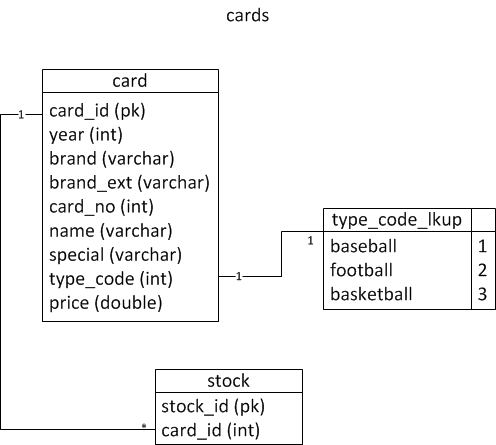 cards
card
card_id (pk)
year (int)
brand (varchar)
brand_ext (varchar)
card_no (int)
name (varchar)
special (varchar)
type_code (int)
price (double)
1
1
1
type_code_lkup
baseball 1
football 2
basketball 3
stock
stock_id (pk)
card_id (int)
*